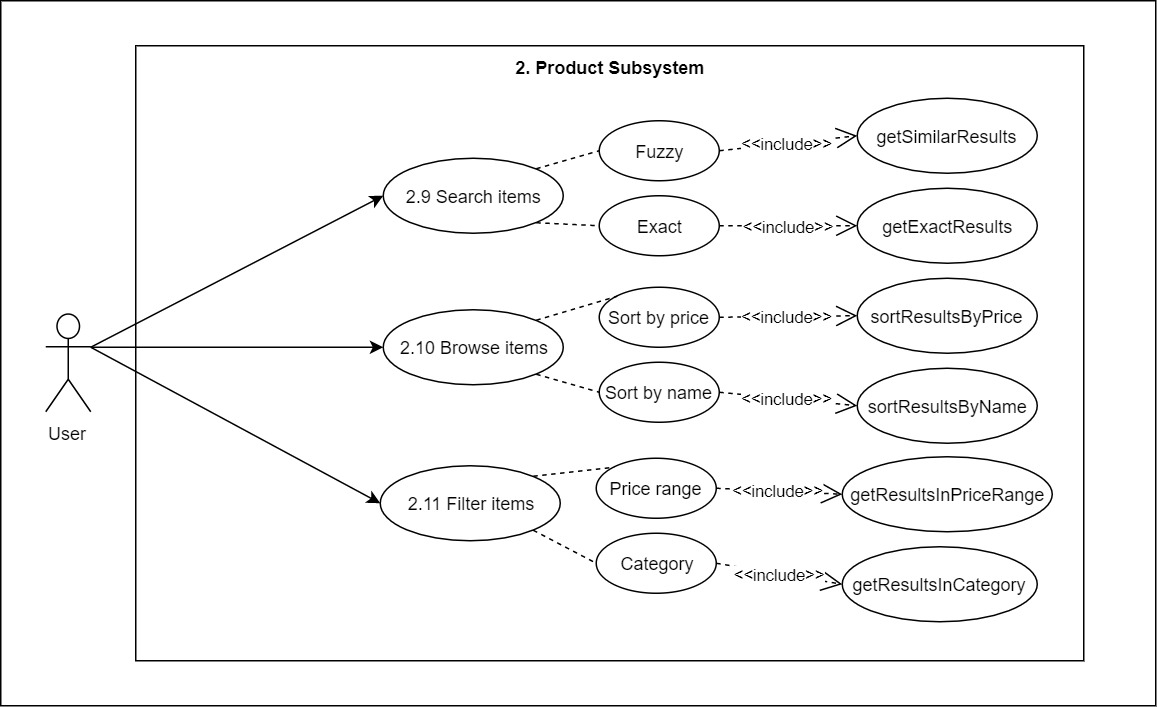 2. Product Subsystem
2.9 Search items
Fuzzy
<<include>>
getSimilarResults
Exact
<<include>>
getExactResults
User
2.10 Browse items
Sort by price
<<include>>
sortResultsByPrice
Sort by name
<<include>>
sortResultsByName
2.11 Filter items
Price range
<<include>>
getResultsInPriceRange
Category
<<include>>
getResultsInCategory